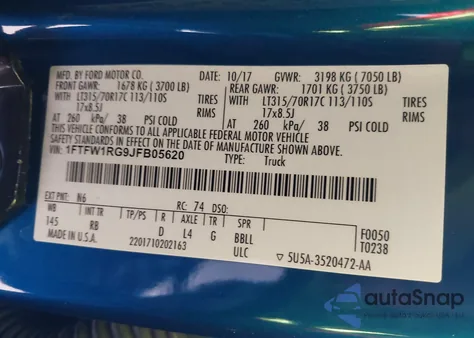 MFD. BY FORD MOTOR CO. DATE: 10/17 GVWR: 3198 KG (7050 LB)
FRONT GAWR: 1678 KG (3700 LB) REAR GAWR: 1701 KG (3750 LB)
LT315/70R17C 113/110S TIRES LT315/70R17C 113/110S TIRES
17x8.5J RIMS 17x8.5J RIMS
AT 260 kPa/ 38 PSI COLD AT 260 kPa/ 38 PSI COLD
THIS VEHICLE CONFORMS TO ALL APPLICABLE FEDERAL MOTOR VEHICLE
SAFETY STANDARDS IN EFFECT ON THE DATE OF MANUFACTURE SHOWN ABOVE.
VIN: 1FTFW1RG9JFB05620 TYPE: Truck
EXT PNT: N6 RC: 74 DSO: F0050
WB INT TR TP/PS R AXLE TR SPR T0238
145 RB D L4 G BBLL
MADE IN U.S.A. ULC
2201710202163 ▽ 5U5A-3520472-AA
autoSnap